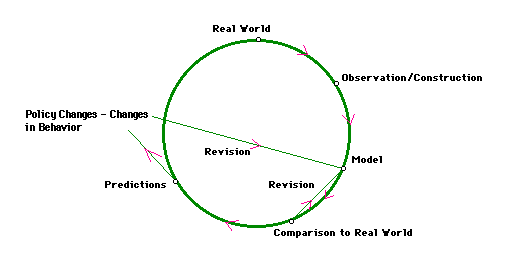 Real World
Observation/Construction
Policy Changes - Changes
in Behavior
Revision
Model
Predictions
Revision
Comparison to Real World